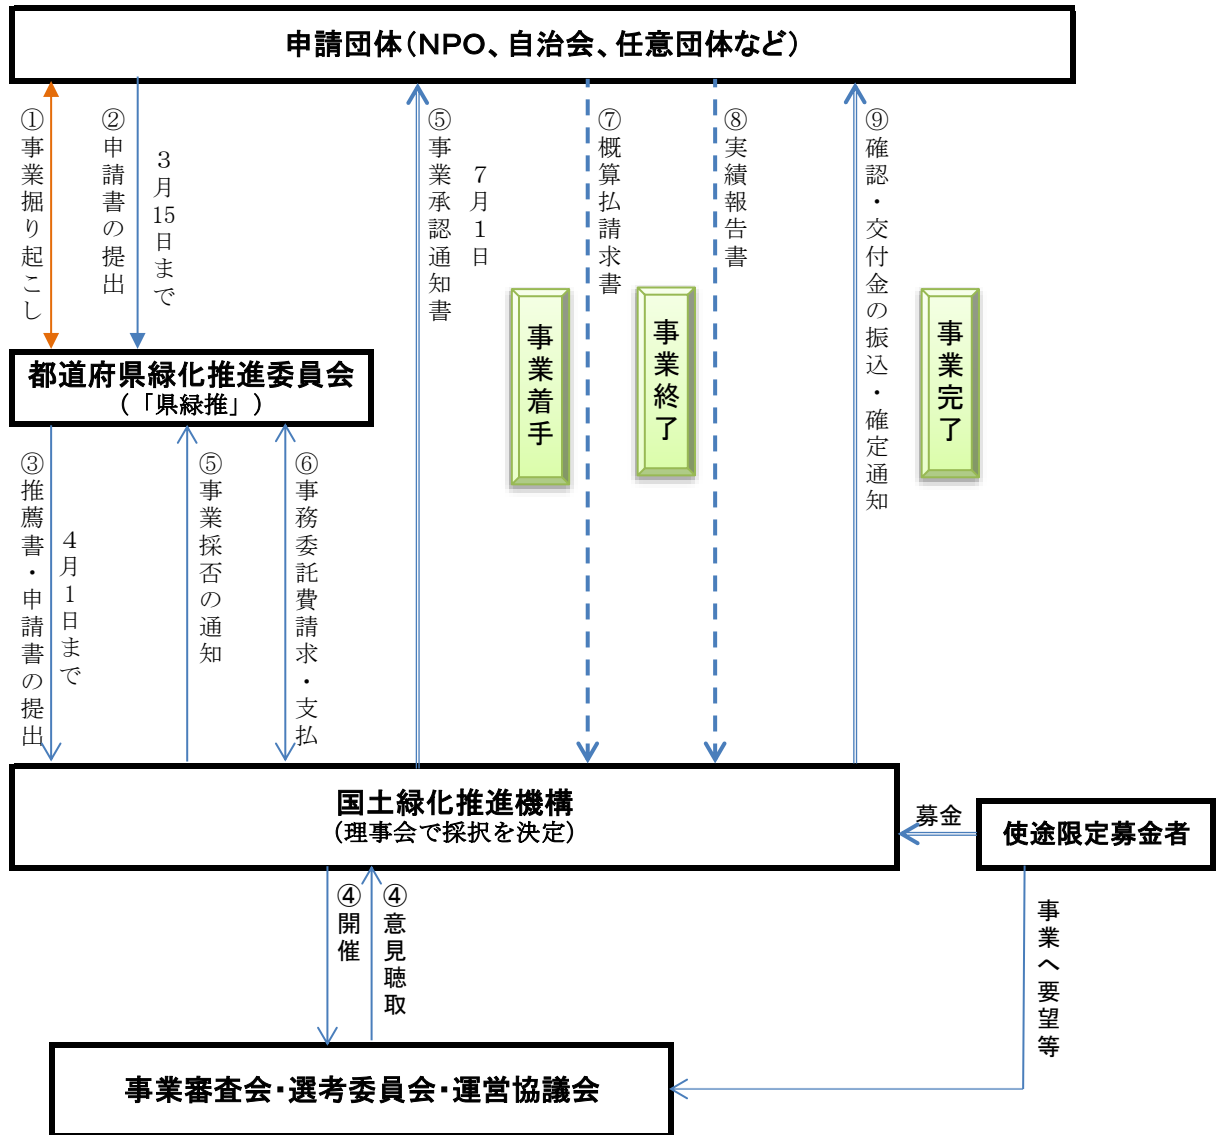 申請団体（ＮＰＯ、自治会、任意団体など）
①事業掘り起こし
②申請書の提出
３月15日まで
⑤事業承認通知書
７月１日
⑦概算払請求書
⑧実績報告書
⑨確認・交付金の振込・確定通知
事業着手
事業終了
事業完了
都道府県緑化推進委員会
（「県緑推」）
③推薦書・申請書の提出
４月１日まで
⑤事業採否の通知
⑥事務委託費請求・支払
国土緑化推進機構
（理事会で採択を決定）
募金
使途限定募金者
④開催
④意見聴取
事業へ要望等
事業審査会・選考委員会・運営協議会